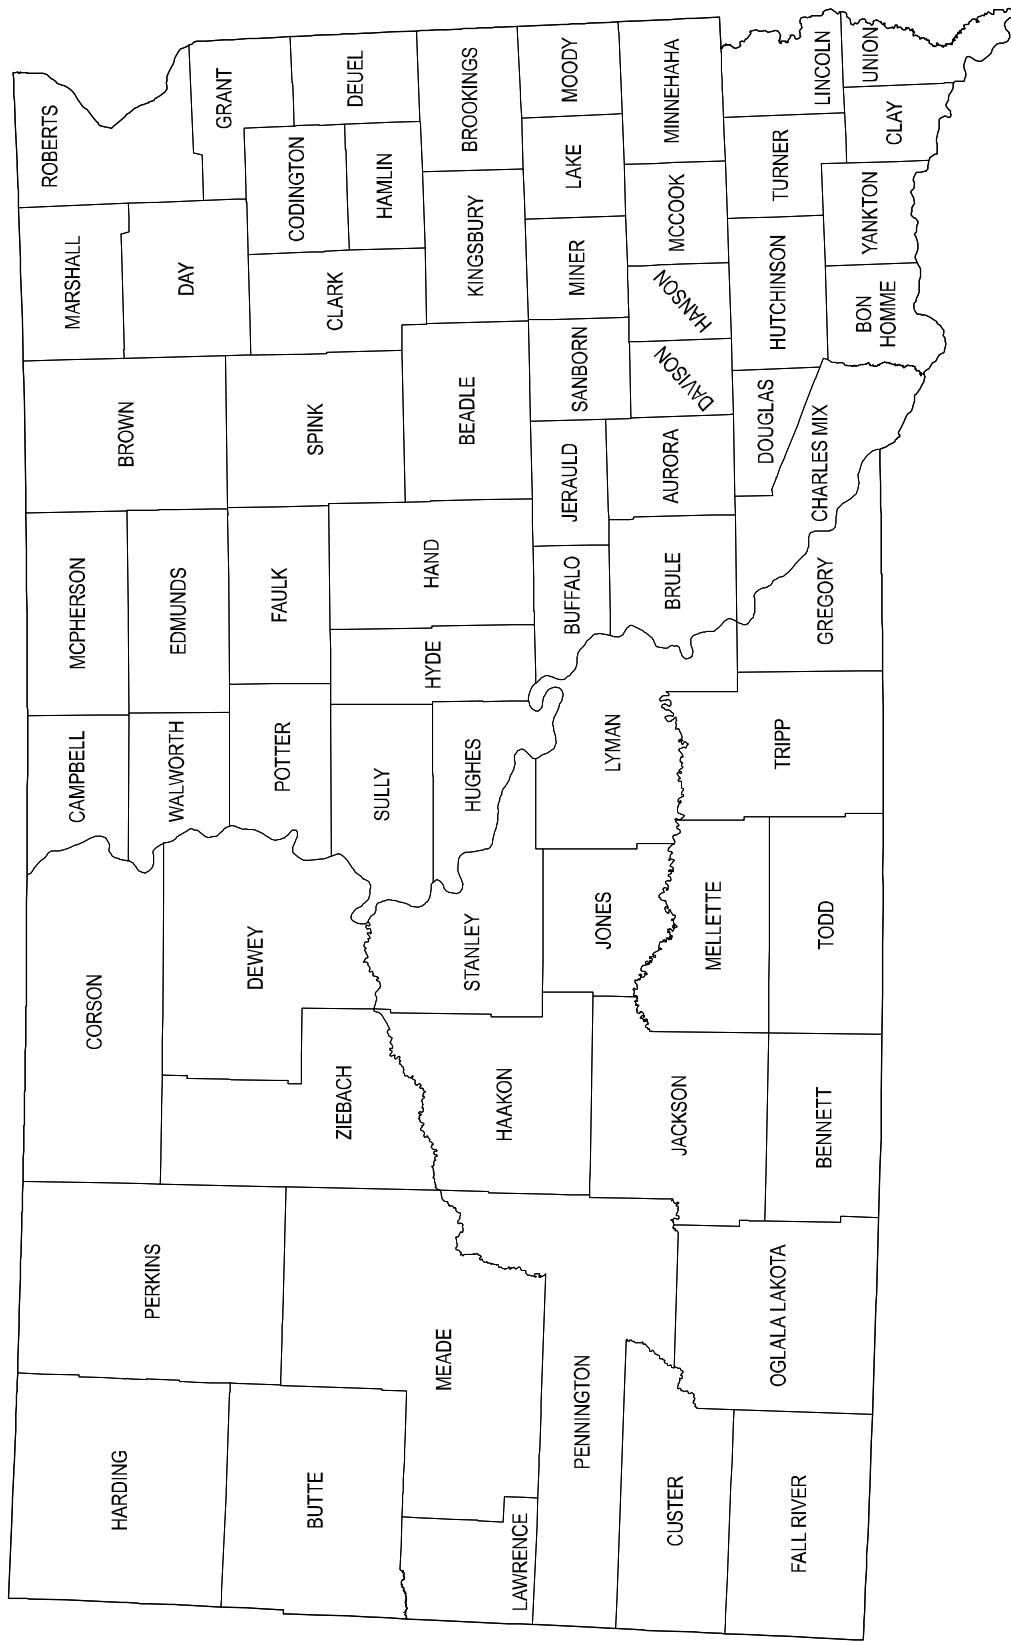 HARDING
PERKINS
CORSON
CAMPBELL
MCPHERSON
BROWN
MARSHALL
ROBERTS
WALWORTH
EDMUNDS
DAY
GRANT
BUTTE
ZIEBACH
DEWEY
POTTER
FAULK
SPINK
CLARK
CODINGTON
DEUEL
HAMLIN
MEADE
SULLY
HYDE
HAND
BEADLE
KINGSBURY
BROOKINGS
LAWRENCE
HAAKON
STANLEY
HUGHES
BUFFALO
JERAULD
SANBORN
MINER
LAKE
MOODY
PENNINGTON
JACKSON
JONES
LYMAN
BRULE
AURORA
DAVISON
HANSON
MCCOOK
MINNEHAHA
CUSTER
OGLALA LAKOTA
MELLETTE
TRIPP
GREGORY
CHARLES MIX
DOUGLAS
HUTCHINSON
TURNER
LINCOLN
FALL RIVER
BENNETT
TODD
BON
HOMME
YANKTON
CLAY
UNION